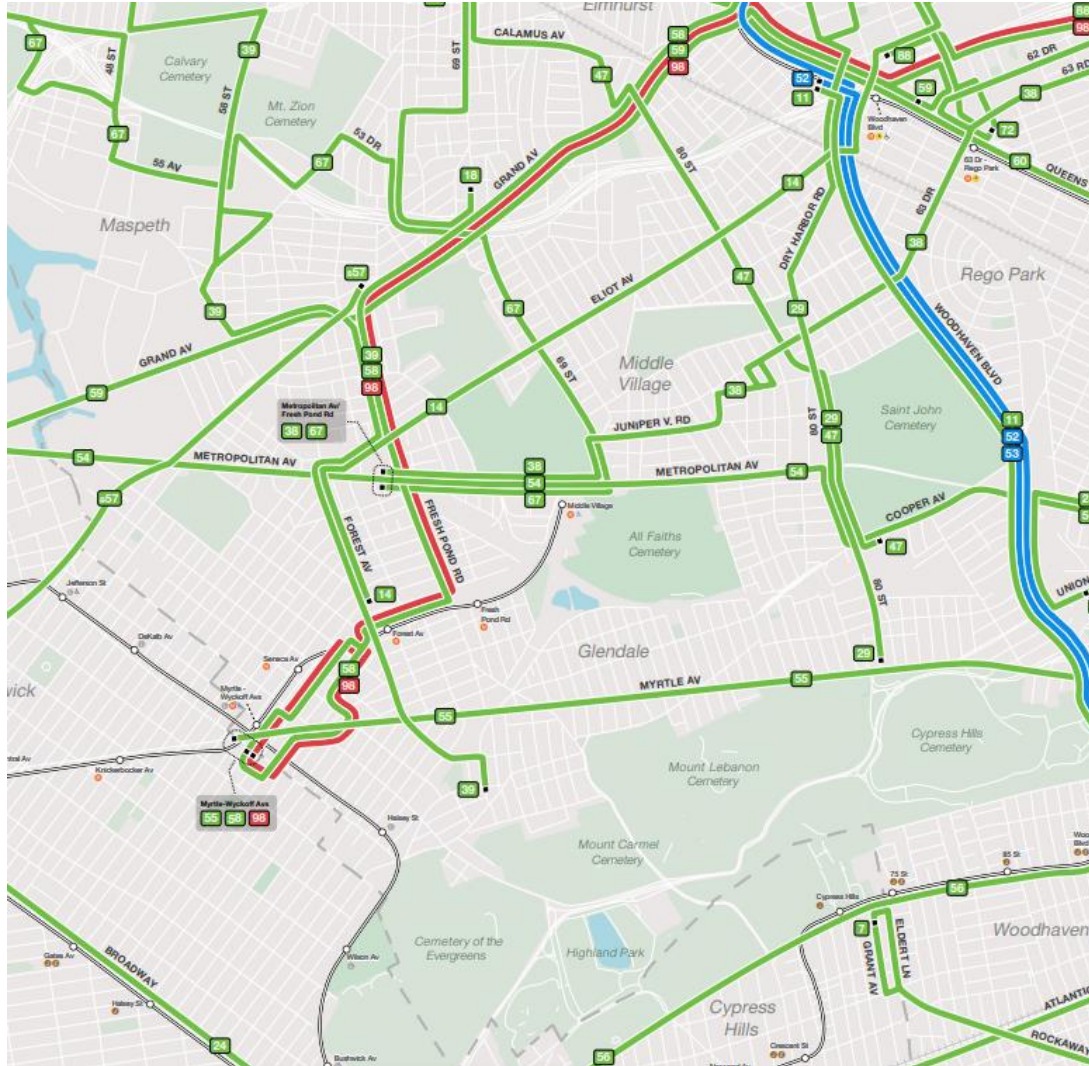 Elmhurst
67
39
48 ST
58 ST
Calvary
Cemetery
69 ST
CALAMUS AV
58
59
98
88
98
47
52
11
88
62 DR
63 RD
59
38
72
Woodhaven
Blvd
63 Dr -
Rego Park
60
QUEENS
67
Mt. Zion
Cemetery
53 DR
67
55 AV
18
GRAND AV
80 ST
14
DRY HARBOR RD
63 DR
38
Maspeth
s57
47
ELIOT AV
Rego Park
39
67
29
WOODHAVEN BLVD
GRAND AV
39
58
98
69 ST
Middle
Village
59
Metropolitan Av/
Fresh Pond Rd
38
67
14
38
JUNIPER V. RD
80 ST
29
47
Saint John
Cemetery
11
52
53
54
METROPOLITAN AV
38
54
67
METROPOLITAN AV
54
s57
Middle Village
COOPER AV
FOREST AV
FRESH POND RD
All Faiths
Cemetery
47
Jefferson St
14
80 ST
UNION
DeKalb Av
Fresh
Pond Rd
Forest Av
Seneca Av
58
98
Glendale
29
wick
Myrtle -
Wyckoff Avs
MYRTLE AV
55
55
Cypress Hills
Cemetery
ntral Av
Knickerbocker Av
Mount Lebanon
Cemetery
39
Myrtle-Wyckoff Avs
55
58
98
Halsey St
Mount Carmel
Cemetery
85 St
75 St
Cypress Hills
56
7
ELDERT LN
GRANT AV
Woodhaven
Cemetery of the
Evergreens
Highland Park
Gates Av
BROADWAY
Wilson Av
Halsey St
Cypress
Hills
ATLANTIC
ROCKAWAY
24
56
Bushwick Av
Crescent St